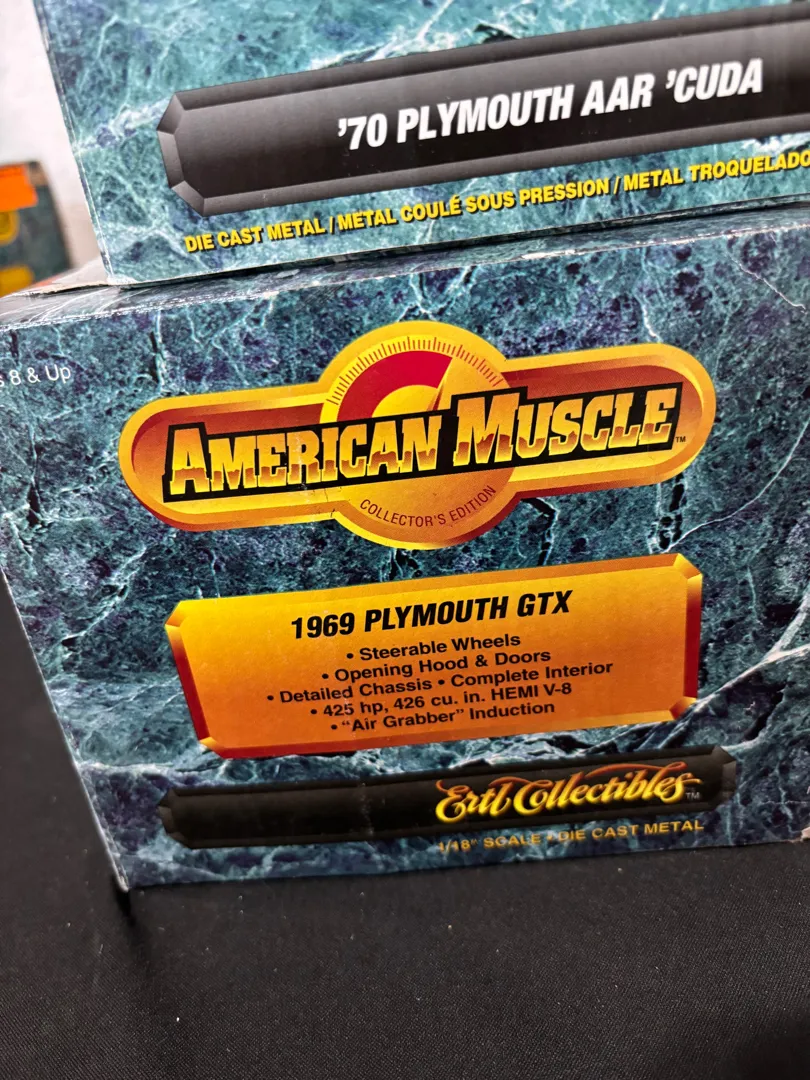 '70 PLYMOUTH AAR 'CUDA
DIE CAST METAL / METAL COULÉ SOUS PRESSION / METAL TROQUELADO
8 & Up
AMERICAN MUSCLE™
COLLECTOR'S EDITION
1969 PLYMOUTH GTX
• Steerable Wheels
• Opening Hood & Doors
• Detailed Chassis • Complete Interior
• 425 hp, 426 cu. in. HEMI V-8
• "Air Grabber" Induction
Ertl Collectibles™
1/18" SCALE / DIE CAST METAL